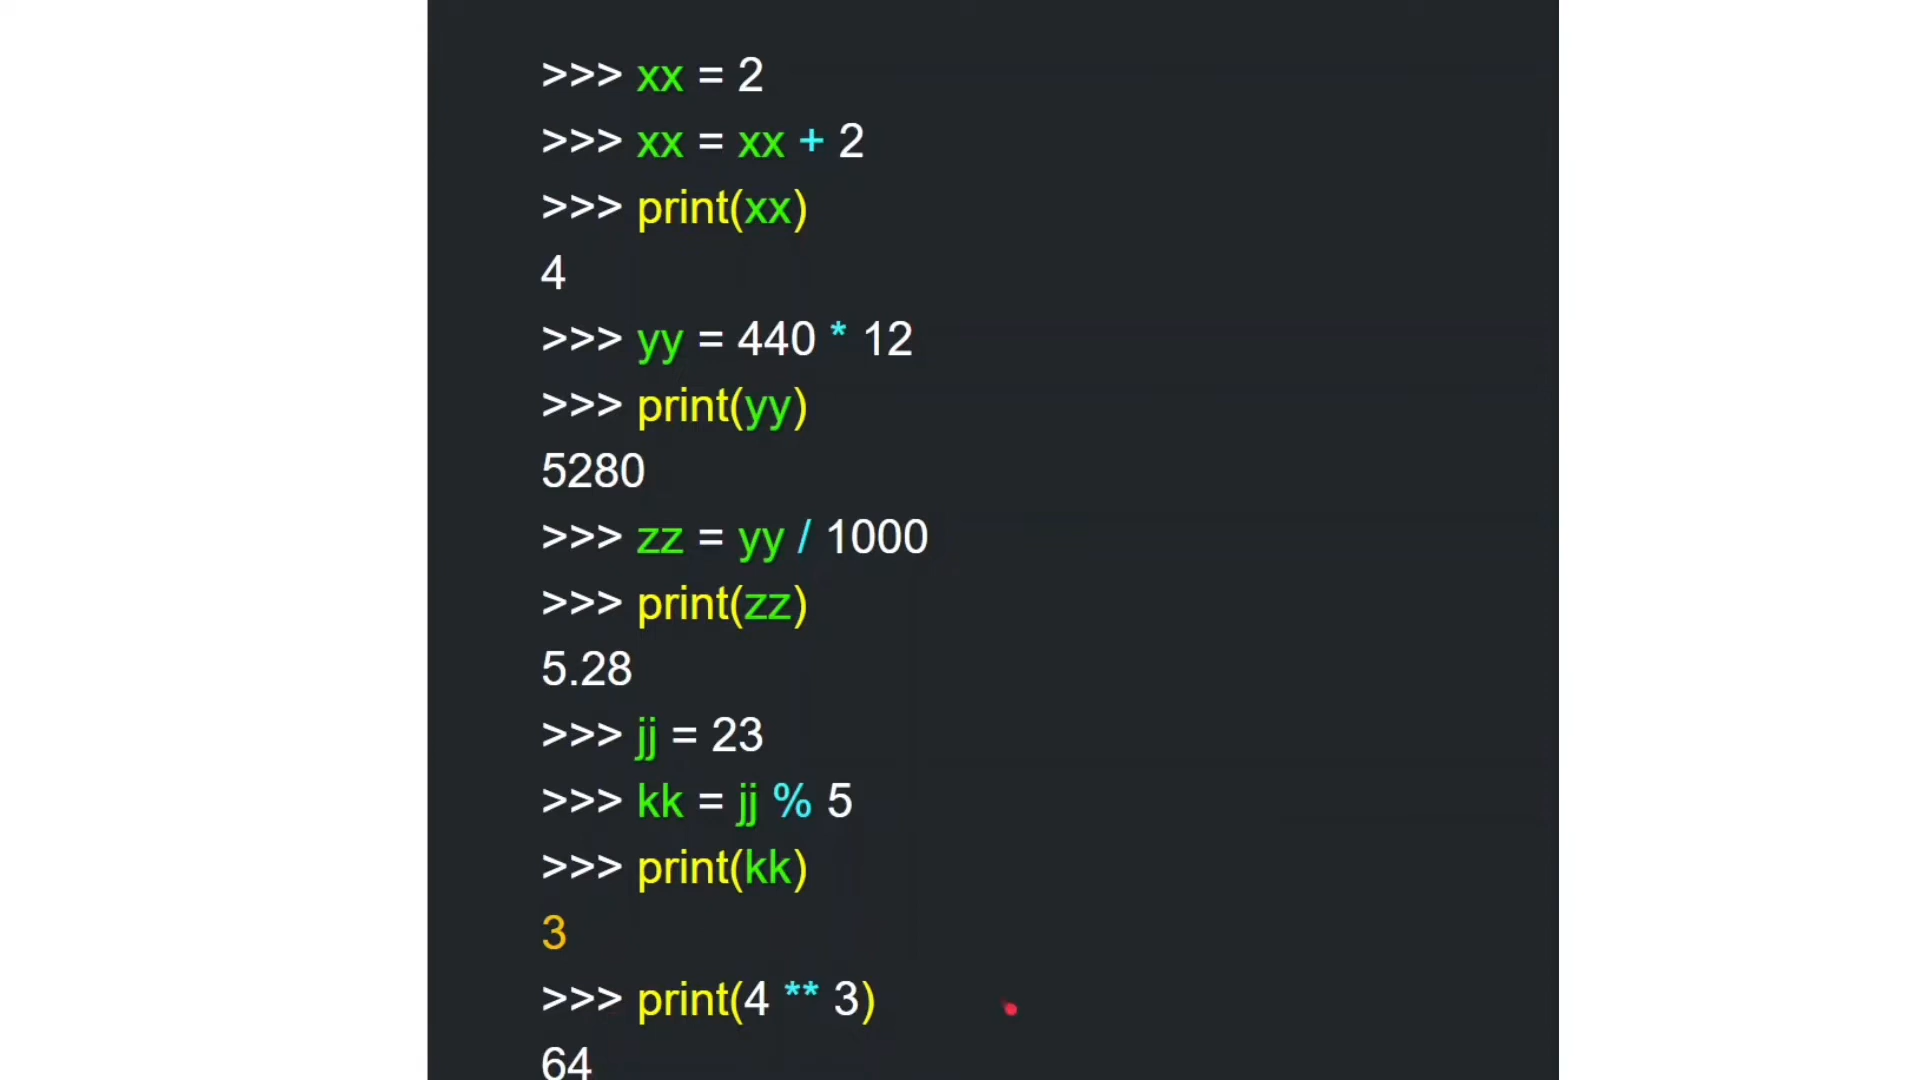 >>> xx = 2
>>> xx = xx + 2
>>> print(xx)
4
>>> yy = 440 * 12
>>> print(yy)
5280
>>> zz = yy / 1000
>>> print(zz)
5.28
>>> jj = 23
>>> kk = jj % 5
>>> print(kk)
3
>>> print(4 ** 3)
64